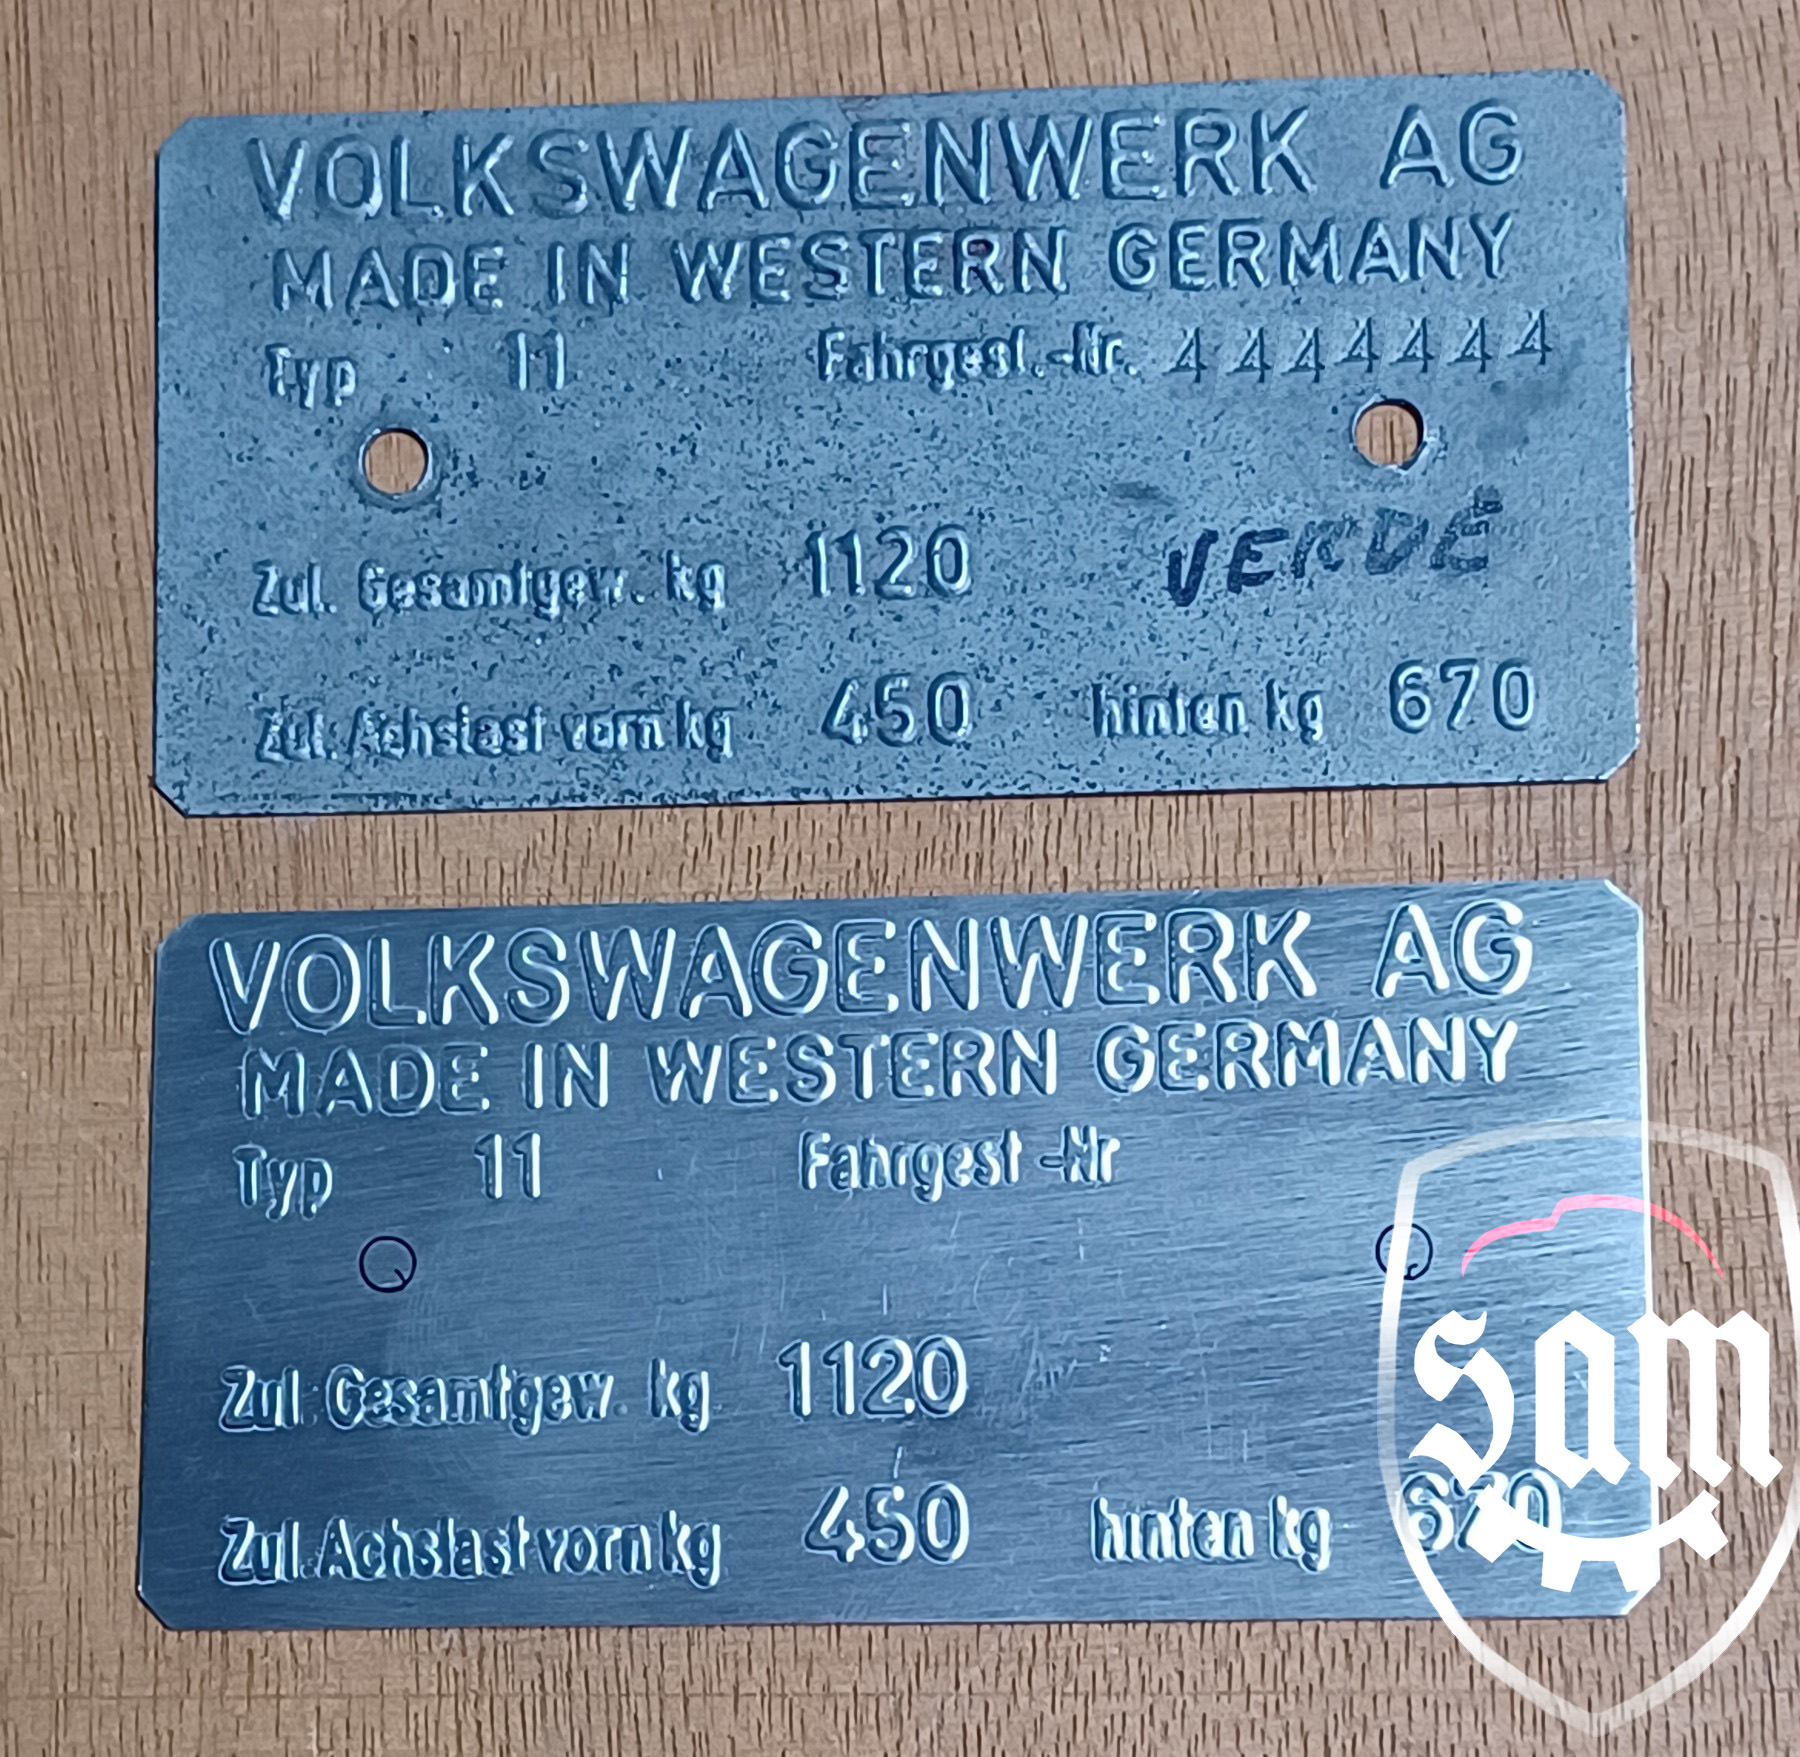 VOLKSWAGENWERK AG
MADE IN WESTERN GERMANY
Typ 11 Fahrgest.-Nr. 4444444
Zul. Gesamtgew. kg 1120 VERDE
Zul. Achslast vorn kg 450 hinten kg 670
VOLKSWAGENWERK AG
MADE IN WESTERN GERMANY
Typ 11 Fahrgest -Nr
Zul. Gesamtgew. kg 1120
Zul. Achslast vorn kg 450 hinten kg 670
sam